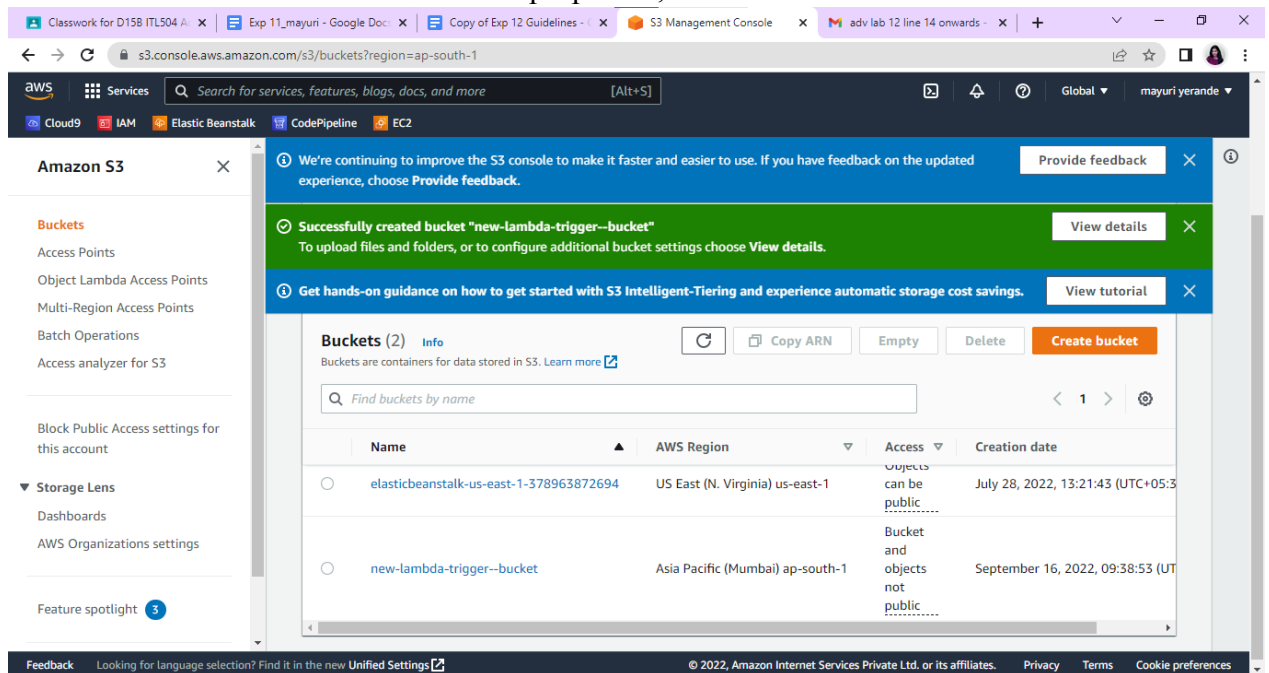 Classwork for D15B ITL504 A
Exp 11_mayuri - Google Doc
Copy of Exp 12 Guidelines -
S3 Management Console
adv lab 12 line 14 onwards -
s3.console.aws.amazon.com/s3/buckets?region=ap-south-1
aws
Services
Search for services, features, blogs, docs, and more
[Alt+S]
Global
mayuri yerande
Cloud9
IAM
Elastic Beanstalk
CodePipeline
EC2
Amazon S3
Buckets
Access Points
Object Lambda Access Points
Multi-Region Access Points
Batch Operations
Access analyzer for S3
Block Public Access settings for
this account
Storage Lens
Dashboards
AWS Organizations settings
Feature spotlight 3
We're continuing to improve the S3 console to make it faster and easier to use. If you have feedback on the updated
experience, choose Provide feedback.
Provide feedback
Successfully created bucket "new-lambda-trigger--bucket"
To upload files and folders, or to configure additional bucket settings choose View details.
View details
Get hands-on guidance on how to get started with S3 Intelligent-Tiering and experience automatic storage cost savings.
View tutorial
Buckets (2) Info
Buckets are containers for data stored in S3. Learn more
Copy ARN
Empty
Delete
Create bucket
Find buckets by name
1
Name
AWS Region
Access
Creation date
elasticbeanstalk-us-east-1-378963872694
US East (N. Virginia) us-east-1
Objects
can be
public
July 28, 2022, 13:21:43 (UTC+05:3
new-lambda-trigger--bucket
Asia Pacific (Mumbai) ap-south-1
Bucket
and
objects
not
public
September 16, 2022, 09:38:53 (UT
Feedback
Looking for language selection? Find it in the new Unified Settings
© 2022, Amazon Internet Services Private Ltd. or its affiliates.
Privacy
Terms
Cookie preferences